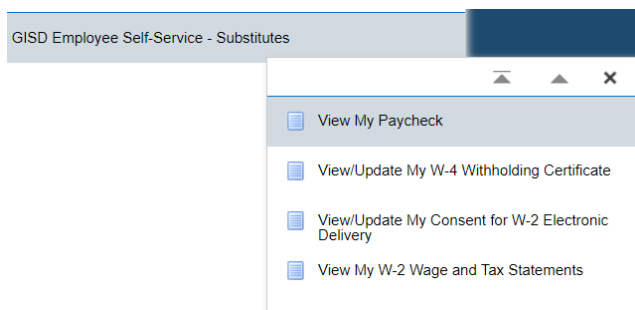 GISD Employee Self-Service - Substitutes
View My Paycheck
View/Update My W-4 Withholding Certificate
View/Update My Consent for W-2 Electronic
Delivery
View My W-2 Wage and Tax Statements